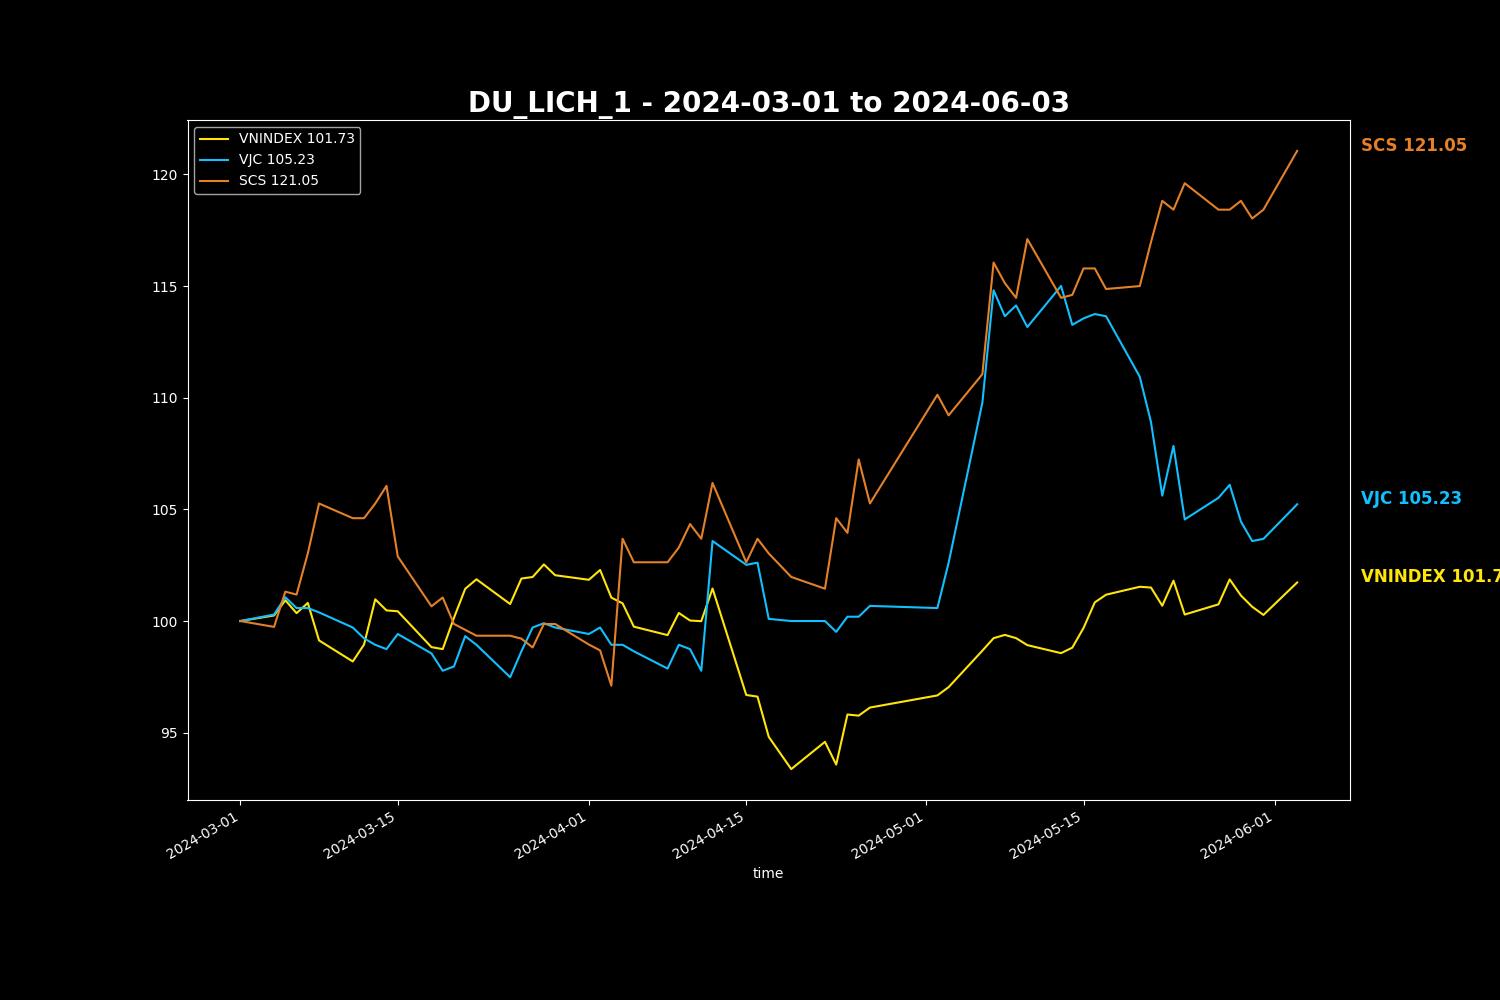 DU_LICH_1 - 2024-03-01 to 2024-06-03
VNINDEX 101.73
VJC 105.23
SCS 121.05
SCS 121.05
VJC 105.23
VNINDEX 101.7
120
115
110
105
100
95
2024-03-01
2024-03-15
2024-04-01
2024-04-15
2024-05-01
2024-05-15
2024-06-01
time